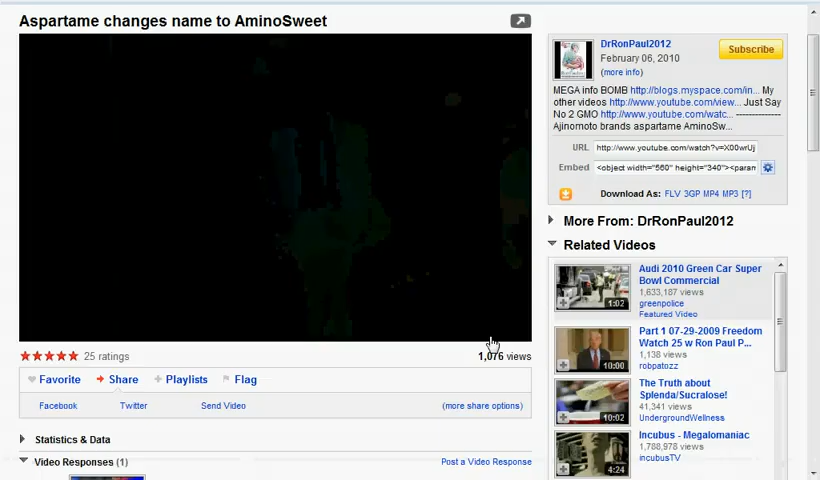 Aspartame changes name to AminoSweet
DrRonPaul2012
February 06, 2010
(more info)
Subscribe
MEGA info BOMB http://blogs.myspace.com/in... My
other videos http://www.youtube.com/view... Just Say
No 2 GMO http://www.youtube.com/watc... --------------
Ajinomoto brands aspartame AminoSw...
URL http://www.youtube.com/watch?v=X00wrUj
Embed <object width="560" height="340"><param
Download As: FLV 3GP MP4 MP3 [?]
More From: DrRonPaul2012
Related Videos
Audi 2010 Green Car Super
Bowl Commercial
1,633,187 views
greenpolice
Featured Video
1:02
Part 1 07-29-2009 Freedom
Watch 25 w Ron Paul P...
1,138 views
robpatozz
10:00
The Truth about
Splenda/Sucralose!
41,341 views
UndergroundWellness
10:02
Incubus - Megalomaniac
1,788,978 views
incubusTV
4:24
25 ratings
1,076 views
Favorite Share Playlists Flag
Facebook Twitter Send Video (more share options)
Statistics & Data
Video Responses (1)
Post a Video Response